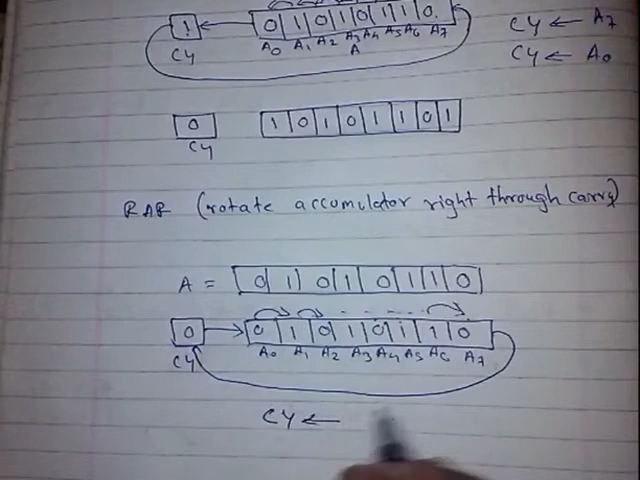 1 0 1 0 1 0 1 1 0 CY ← A7
CY A0 A1 A2 A3 A4 A5 A6 A7
A CY ← A0
0 1 0 1 0 1 1 0 1
CY
RAR (rotate accumulator right through carry)
A = 0 1 0 1 0 1 1 0
0 0 1 0 1 0 1 1 0
CY A0 A1 A2 A3 A4 A5 A6 A7
CY ←